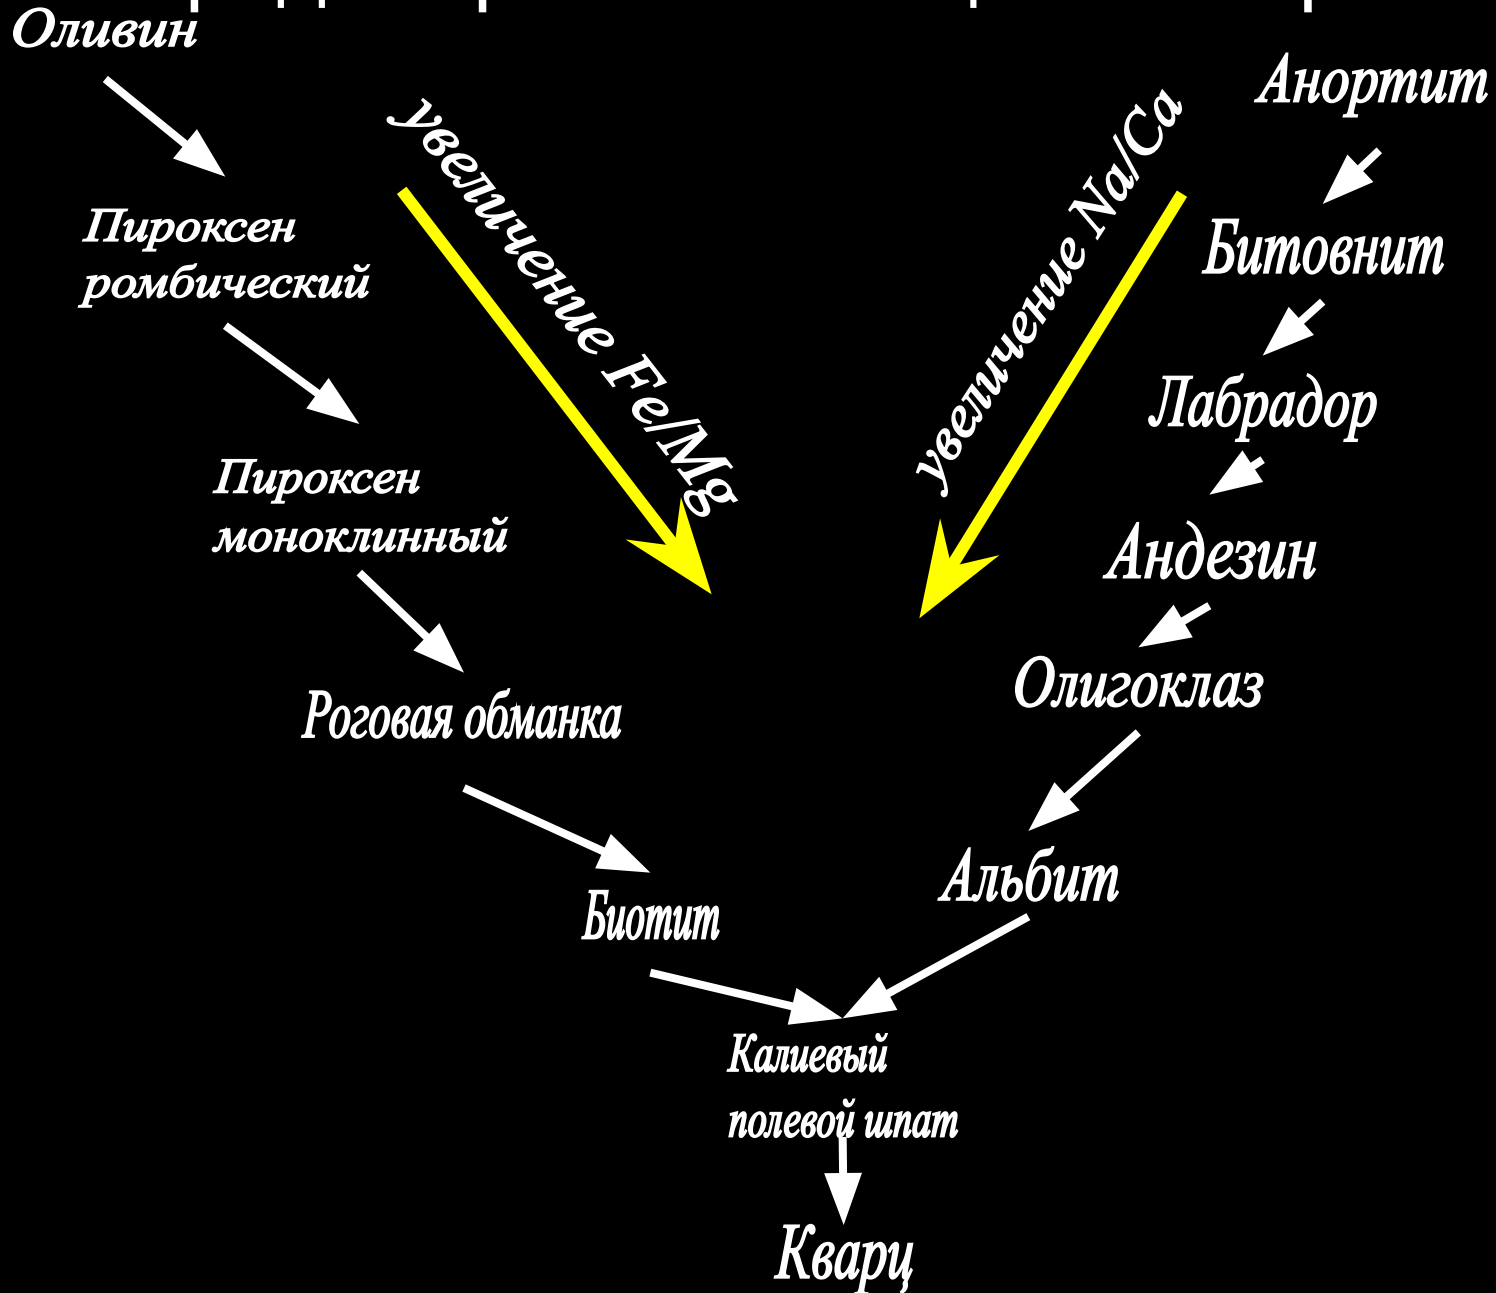 Оливин
Анортит
увеличение Fe/Mg
увеличение Na/Ca
Пироксен
ромбический
Битовнит
Лабрадор
Пироксен
моноклинный
Андезин
Роговая обманка
Олигоклаз
Биотит
Альбит
Калиевый
полевой шпат
Кварц